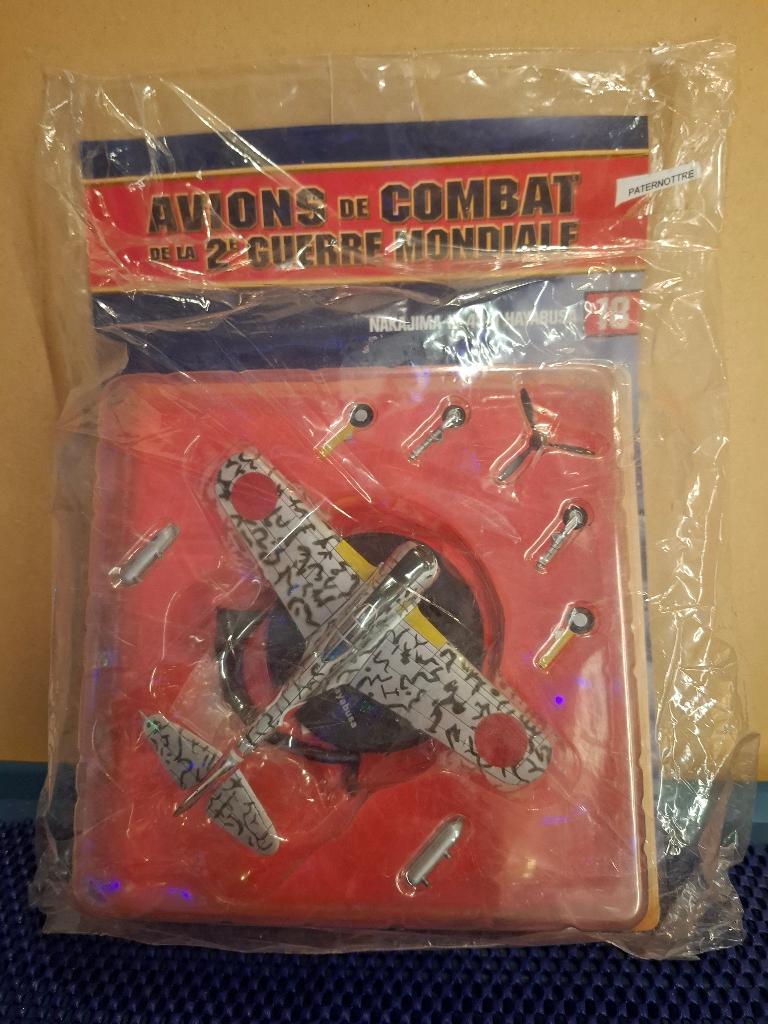 AVIONS DE COMBAT
DE LA 2E GUERRE MONDIALE
PATERNOTTRE
NAKAJIMA HAYABUSA 18